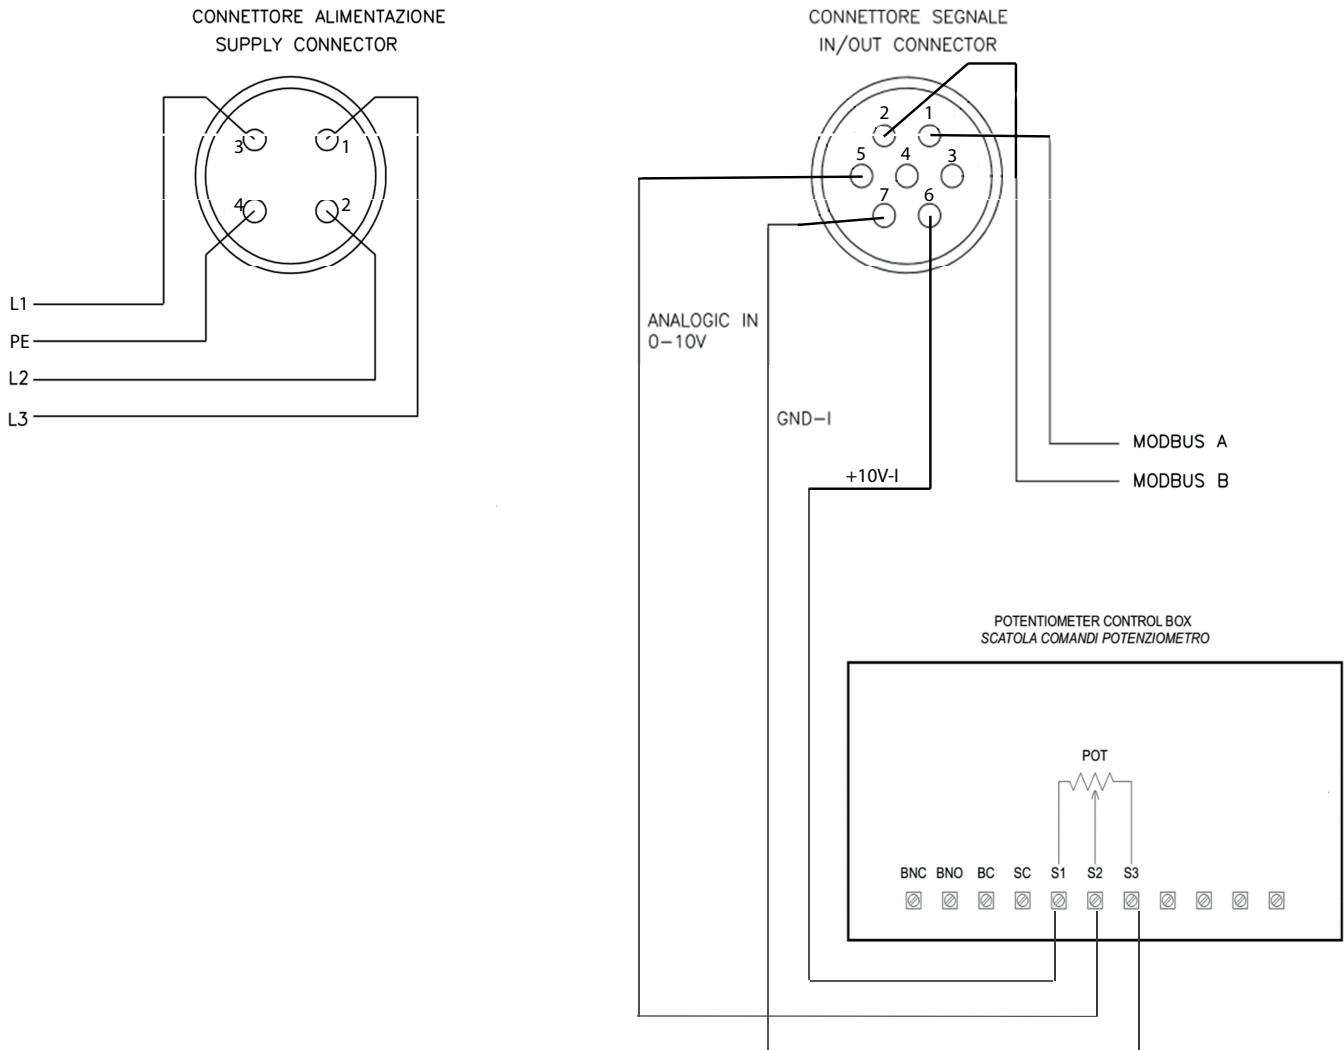 CONNETTORE ALIMENTAZIONE
SUPPLY CONNECTOR
3
1
4
2
L1
PE
L2
L3
CONNETTORE SEGNALE
IN/OUT CONNECTOR
2
1
5
4
3
7
6
ANALOGIC IN
0-10V
GND-I
+10V-I
MODBUS A
MODBUS B
POTENTIOMETER CONTROL BOX
SCATOLA COMANDI POTENZIOMETRO
POT
BNC BNO BC SC S1 S2 S3